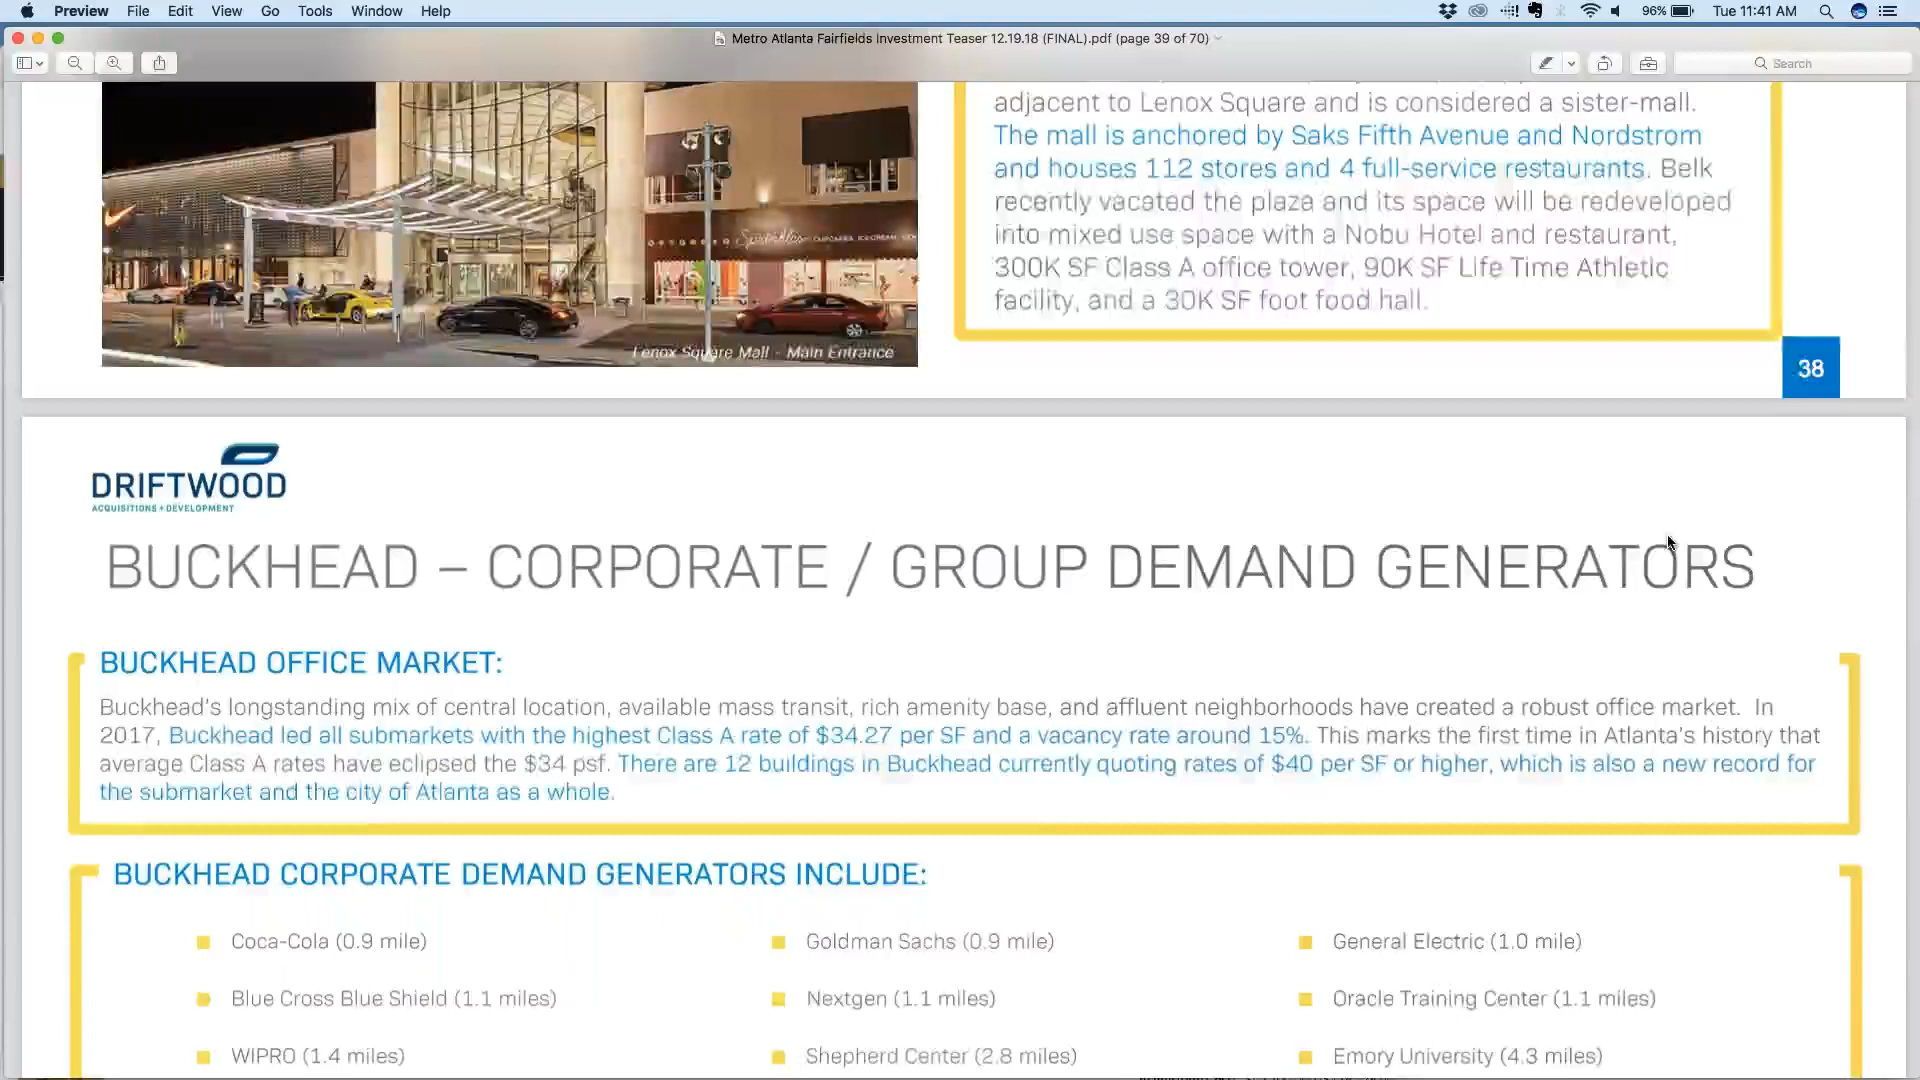 Preview File Edit View Go Tools Window Help
96% Tue 11:41 AM
Metro Atlanta Fairfields Investment Teaser 12.19.18 (FINAL).pdf (page 39 of 70)
Search
adjacent to Lenox Square and is considered a sister-mall.
The mall is anchored by Saks Fifth Avenue and Nordstrom
and houses 112 stores and 4 full-service restaurants. Belk
recently vacated the plaza and its space will be redeveloped
into mixed use space with a Nobu Hotel and restaurant,
300K SF Class A office tower, 90K SF Life Time Athletic
facility, and a 30K SF foot food hall.
Sprinkles CUPCAKES ICE CREAM
Lenox Square Mall - Main Entrance
38
DRIFTWOOD
ACQUISITIONS + DEVELOPMENT
BUCKHEAD – CORPORATE / GROUP DEMAND GENERATORS
BUCKHEAD OFFICE MARKET:
Buckhead's longstanding mix of central location, available mass transit, rich amenity base, and affluent neighborhoods have created a robust office market. In
2017, Buckhead led all submarkets with the highest Class A rate of $34.27 per SF and a vacancy rate around 15%. This marks the first time in Atlanta's history that
average Class A rates have eclipsed the $34 psf. There are 12 buildings in Buckhead currently quoting rates of $40 per SF or higher, which is also a new record for
the submarket and the city of Atlanta as a whole.
BUCKHEAD CORPORATE DEMAND GENERATORS INCLUDE:
Coca-Cola (0.9 mile) Goldman Sachs (0.9 mile) General Electric (1.0 mile)
Blue Cross Blue Shield (1.1 miles) Nextgen (1.1 miles) Oracle Training Center (1.1 miles)
WIPRO (1.4 miles) Shepherd Center (2.8 miles) Emory University (4.3 miles)